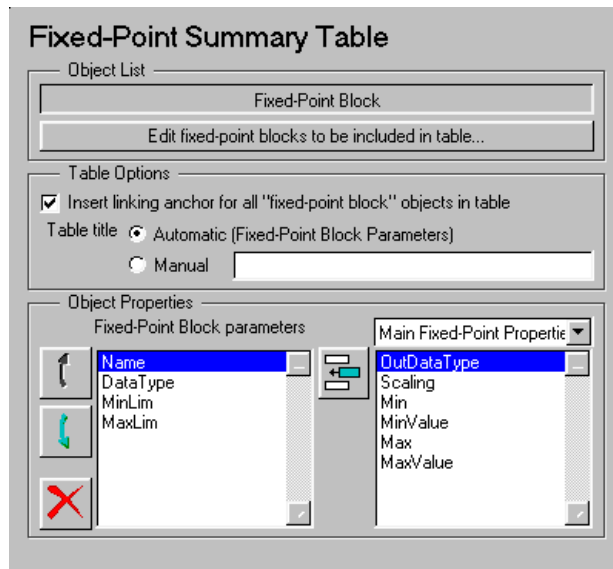 Fixed-Point Summary Table
Object List
Fixed-Point Block
Edit fixed-point blocks to be included in table...
Table Options
Insert linking anchor for all "fixed-point block" objects in table
Table title Automatic (Fixed-Point Block Parameters)
Manual
Object Properties
Fixed-Point Block parameters
Main Fixed-Point Propertie
Name
DataType
MinLim
MaxLim
OutDataType
Scaling
Min
MinValue
Max
MaxValue